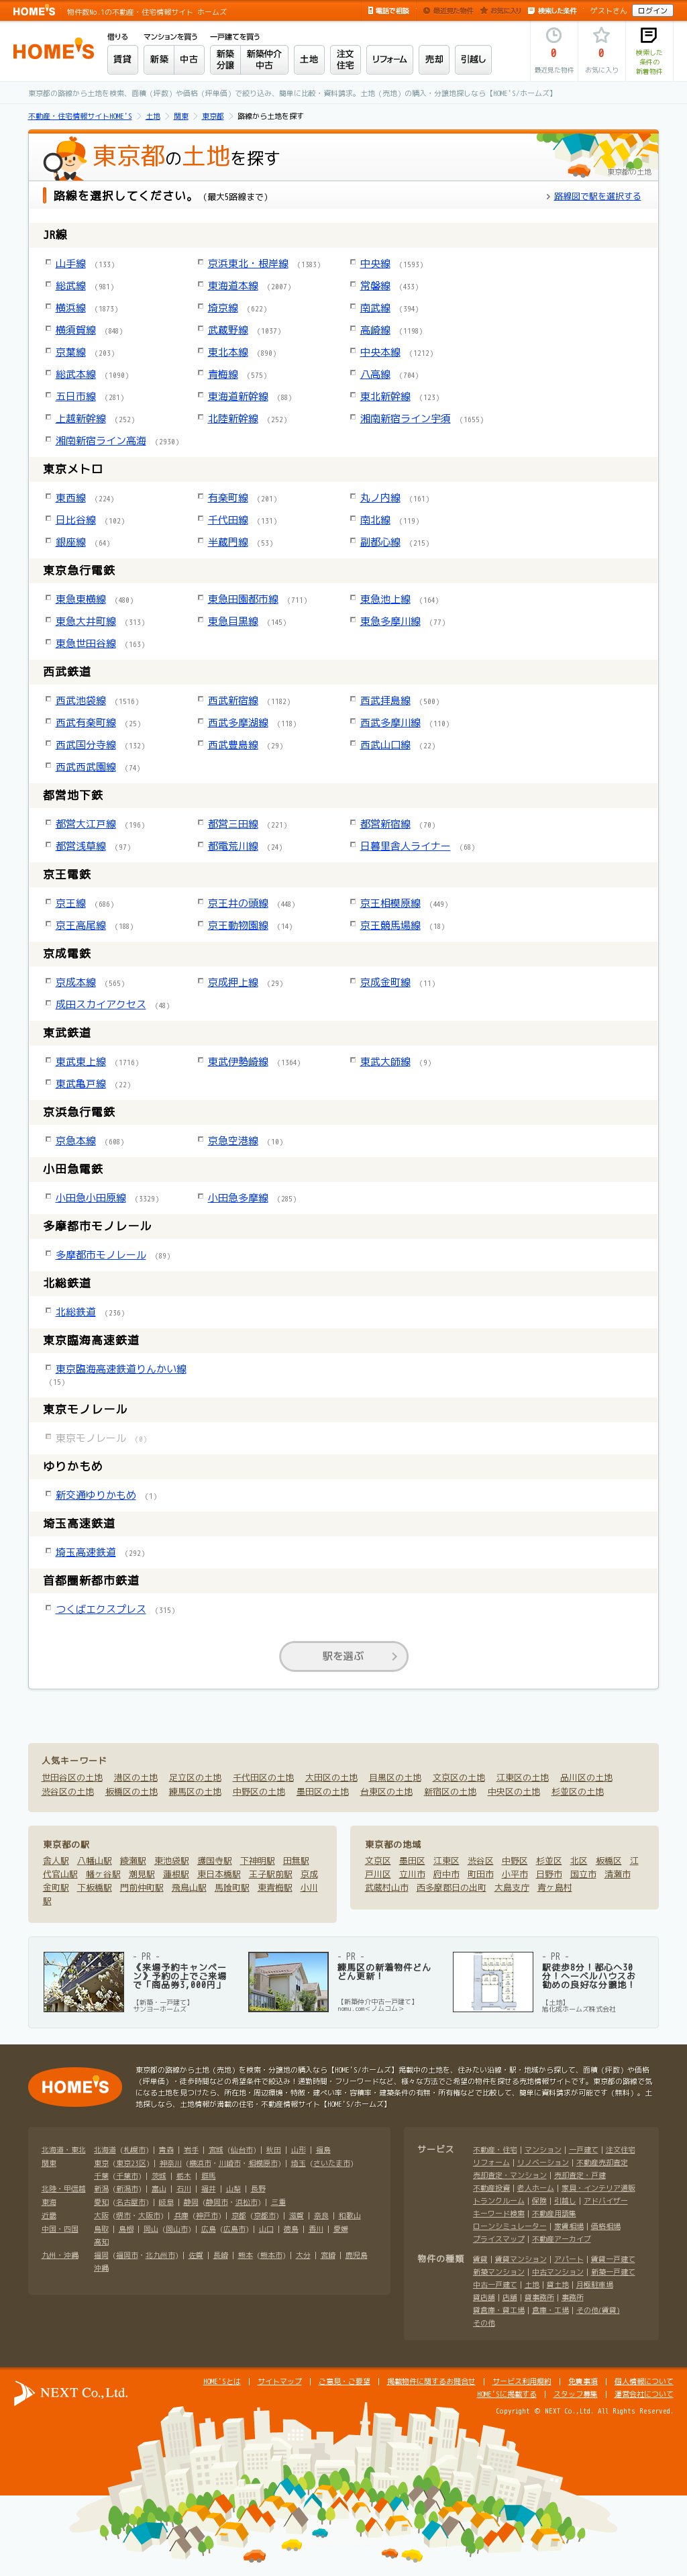 HOME'S 物件数No.1の不動産・住宅情報サイト ホームズ
電話で相談 最近見た物件 お気に入り 検索した条件 ゲストさん ログイン
HOME'S
借りる マンションを買う 一戸建てを買う
賃貸 新築 中古 新築分譲 新築仲介中古 土地 注文住宅 リフォーム 売却 引越し
0 最近見た物件
0 お気に入り
検索した条件の新着物件
東京都の路線から土地を検索。面積（坪数）や価格（坪単価）で絞り込み、簡単に比較・資料請求。土地（売地）の購入・分譲地探しなら【HOME'S/ホームズ】
不動産・住宅情報サイトHOME'S 土地 関東 東京都 路線から土地を探す
東京都の土地を探す
東京都の土地
路線を選択してください。（最大5路線まで）
路線図で駅を選択する
JR線
山手線 (133) 京浜東北・根岸線 (1383) 中央線 (1593)
総武線 (981) 東海道本線 (2007) 常磐線 (433)
横浜線 (1873) 埼京線 (622) 南武線 (394)
横須賀線 (848) 武蔵野線 (1037) 高崎線 (1198)
京葉線 (203) 東北本線 (890) 中央本線 (1212)
総武本線 (1090) 青梅線 (575) 八高線 (704)
五日市線 (281) 東海道新幹線 (88) 東北新幹線 (123)
上越新幹線 (252) 北陸新幹線 (252) 湘南新宿ライン宇須 (1655)
湘南新宿ライン高海 (2930)
東京メトロ
東西線 (224) 有楽町線 (201) 丸ノ内線 (161)
日比谷線 (102) 千代田線 (131) 南北線 (119)
銀座線 (64) 半蔵門線 (53) 副都心線 (215)
東京急行電鉄
東急東横線 (480) 東急田園都市線 (711) 東急池上線 (164)
東急大井町線 (313) 東急目黒線 (145) 東急多摩川線 (77)
東急世田谷線 (163)
西武鉄道
西武池袋線 (1516) 西武新宿線 (1182) 西武拝島線 (500)
西武有楽町線 (25) 西武多摩湖線 (118) 西武多摩川線 (110)
西武国分寺線 (132) 西武豊島線 (29) 西武山口線 (22)
西武西武園線 (74)
都営地下鉄
都営大江戸線 (196) 都営三田線 (221) 都営新宿線 (70)
都営浅草線 (97) 都電荒川線 (24) 日暮里舎人ライナー (68)
京王電鉄
京王線 (686) 京王井の頭線 (448) 京王相模原線 (449)
京王高尾線 (188) 京王動物園線 (14) 京王競馬場線 (18)
京成電鉄
京成本線 (565) 京成押上線 (29) 京成金町線 (11)
成田スカイアクセス (48)
東武鉄道
東武東上線 (1716) 東武伊勢崎線 (1364) 東武大師線 (9)
東武亀戸線 (22)
京浜急行電鉄
京急本線 (608) 京急空港線 (10)
小田急電鉄
小田急小田原線 (3329) 小田急多摩線 (285)
多摩都市モノレール
多摩都市モノレール (89)
北総鉄道
北総鉄道 (236)
東京臨海高速鉄道
東京臨海高速鉄道りんかい線
(15)
東京モノレール
東京モノレール (0)
ゆりかもめ
新交通ゆりかもめ (1)
埼玉高速鉄道
埼玉高速鉄道 (292)
首都圏新都市鉄道
つくばエクスプレス (315)
駅を選ぶ
人気キーワード
世田谷区の土地 港区の土地 足立区の土地 千代田区の土地 大田区の土地 目黒区の土地 文京区の土地 江東区の土地 品川区の土地
渋谷区の土地 板橋区の土地 練馬区の土地 中野区の土地 墨田区の土地 台東区の土地 新宿区の土地 中央区の土地 杉並区の土地
東京都の駅
舎人駅 八幡山駅 綾瀬駅 東池袋駅 護国寺駅 下神明駅 田無駅
代官山駅 幡ヶ谷駅 潮見駅 蓮根駅 東日本橋駅 王子駅前駅 京成
金町駅 下板橋駅 門前仲町駅 飛鳥山駅 馬喰町駅 東青梅駅 小川
駅
東京都の地域
文京区 墨田区 江東区 渋谷区 中野区 杉並区 北区 板橋区 江
戸川区 立川市 府中市 町田市 小平市 日野市 国立市 清瀬市
武蔵村山市 西多摩郡日の出町 大島支庁 青ヶ島村
- PR -
《来場予約キャンペーン》予約の上でご来場で「商品券3,000円」
【新築・一戸建て】
サンヨーホームズ
- PR -
練馬区の新着物件どんどん更新！
【新築仲介中古一戸建て】
nomu.com＜ノムコム＞
- PR -
駅徒歩8分！都心へ30分！ヘーベルハウスお勧めの良好な分譲地！
【土地】
旭化成ホームズ株式会社
HOME'S
東京都の路線から土地（売地）を検索・分譲地の購入なら【HOME'S/ホームズ】掲載中の土地を、住みたい沿線・駅・地域から探して、面積（坪数）や価格
（坪単価）・徒歩時間などの希望条件で絞込み！通勤時間・フリーワードなど、様々な方法でご希望の物件を探せる売地情報サイトです。東京都の路線で気
になる土地を見つけたら、所在地・周辺環境・特徴・建ぺい率・容積率・建築条件の有無・所有権などで比較して、簡単に資料請求が可能です（無料）。土
地探しなら、土地情報が満載の住宅・不動産情報サイト【HOME'S/ホームズ】
北海道・東北 北海道 (札幌市) | 青森 | 岩手 | 宮城 (仙台市) | 秋田 | 山形 | 福島
関東 東京 (東京23区) | 神奈川 (横浜市・川崎市・相模原市) | 埼玉 (さいたま市)
千葉 (千葉市) | 茨城 | 栃木 | 群馬
北陸・甲信越 新潟 (新潟市) | 富山 | 石川 | 福井 | 山梨 | 長野
東海 愛知 (名古屋市) | 岐阜 | 静岡 (静岡市・浜松市) | 三重
近畿 大阪 (堺市・大阪市) | 兵庫 (神戸市) | 京都 (京都市) | 滋賀 | 奈良 | 和歌山
中国・四国 鳥取 | 島根 | 岡山 (岡山市) | 広島 (広島市) | 山口 | 徳島 | 香川 | 愛媛
高知
九州・沖縄 福岡 (福岡市・北九州市) | 佐賀 | 長崎 | 熊本 (熊本市) | 大分 | 宮崎 | 鹿児島
沖縄
サービス 不動産・住宅 | マンション | 一戸建て | 注文住宅
リフォーム | リノベーション | 不動産売却査定
売却査定・マンション | 売却査定・戸建
不動産投資 | 老人ホーム | 家具・インテリア通販
トランクルーム | 保険 | 引越し | アドバイザー
キーワード検索 | 不動産用語集
ローンシミュレーター | 家賃相場 | 価格相場
プライスマップ | 不動産アーカイブ
物件の種類 賃貸 | 賃貸マンション | アパート | 賃貸一戸建て
新築マンション | 中古マンション | 新築一戸建て
中古一戸建て | 土地 | 貸土地 | 月極駐車場
貸店舗 | 店舗 | 貸事務所 | 事務所
貸倉庫・貸工場 | 倉庫・工場 | その他(賃貸)
その他
NEXT Co., Ltd.
HOME'Sとは | サイトマップ | ご意見・ご要望 | 掲載物件に関するお問合せ | サービス利用規約 | 免責事項 | 個人情報について
HOME'Sに掲載する | スタッフ募集 | 運営会社について
Copyright © NEXT Co.,Ltd. All Rights Reserved.